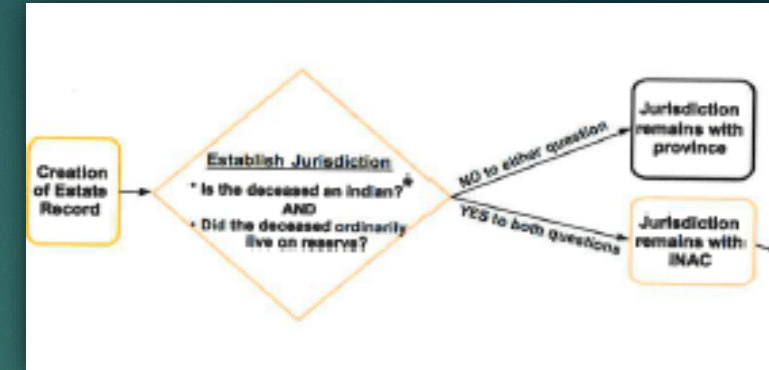 Creation
of Estate
Record
Establish Jurisdiction
* Is the deceased an Indian?*
AND
* Did the deceased ordinarily
live on reserve?
NO to either question
YES to both questions
Jurisdiction
remains with
province
Jurisdiction
remains with
INAC